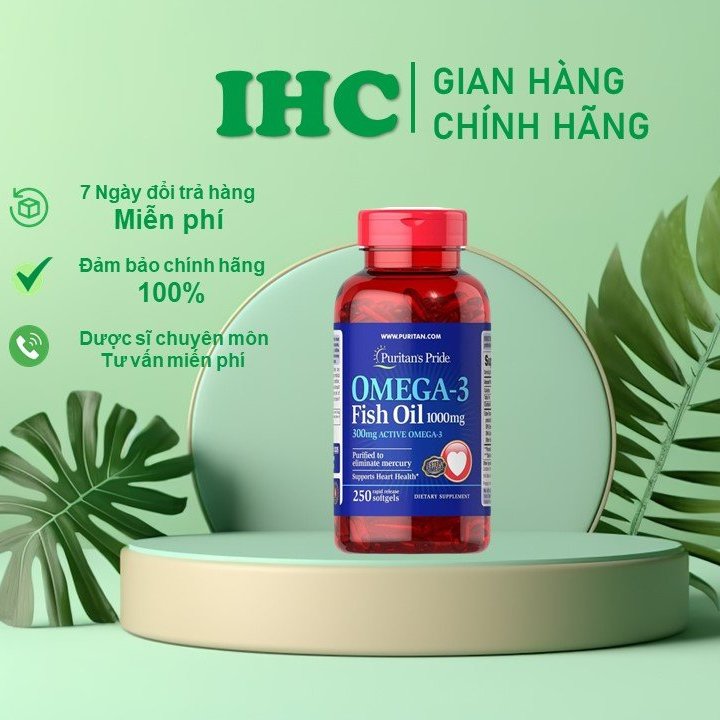 IHC
GIAN HÀNG
CHÍNH HÃNG
7 Ngày đổi trả hàng
Miễn phí
Đảm bảo chính hãng
100%
Dược sĩ chuyên môn
Tư vấn miễn phí
WWW.PURITAN.COM
Puritan's Pride
OMEGA-3
Fish Oil 1000mg
300mg ACTIVE OMEGA-3
Purified to
eliminate mercury
Supports Heart Health*
250 rapid release
softgels
DIETARY SUPPLEMENT